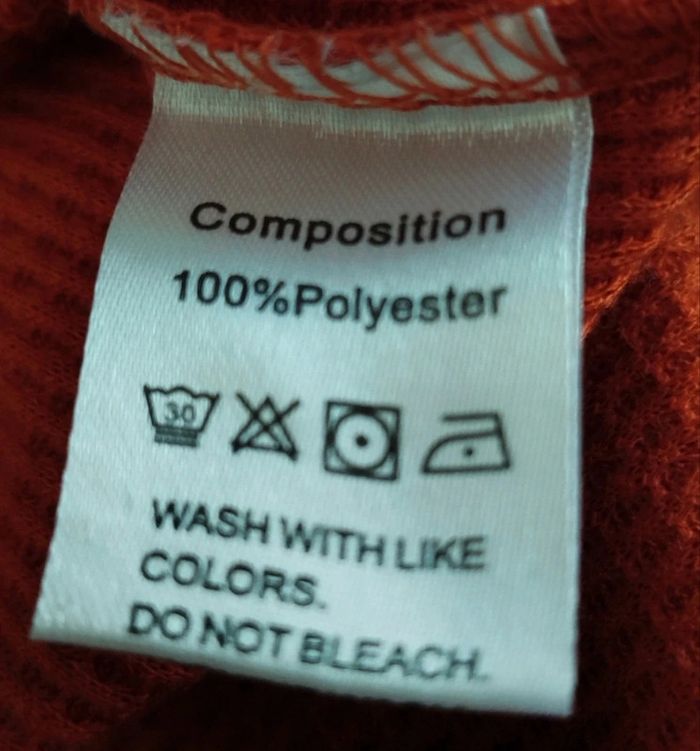 Composition
100%Polyester
30
WASH WITH LIKE
COLORS.
DO NOT BLEACH.